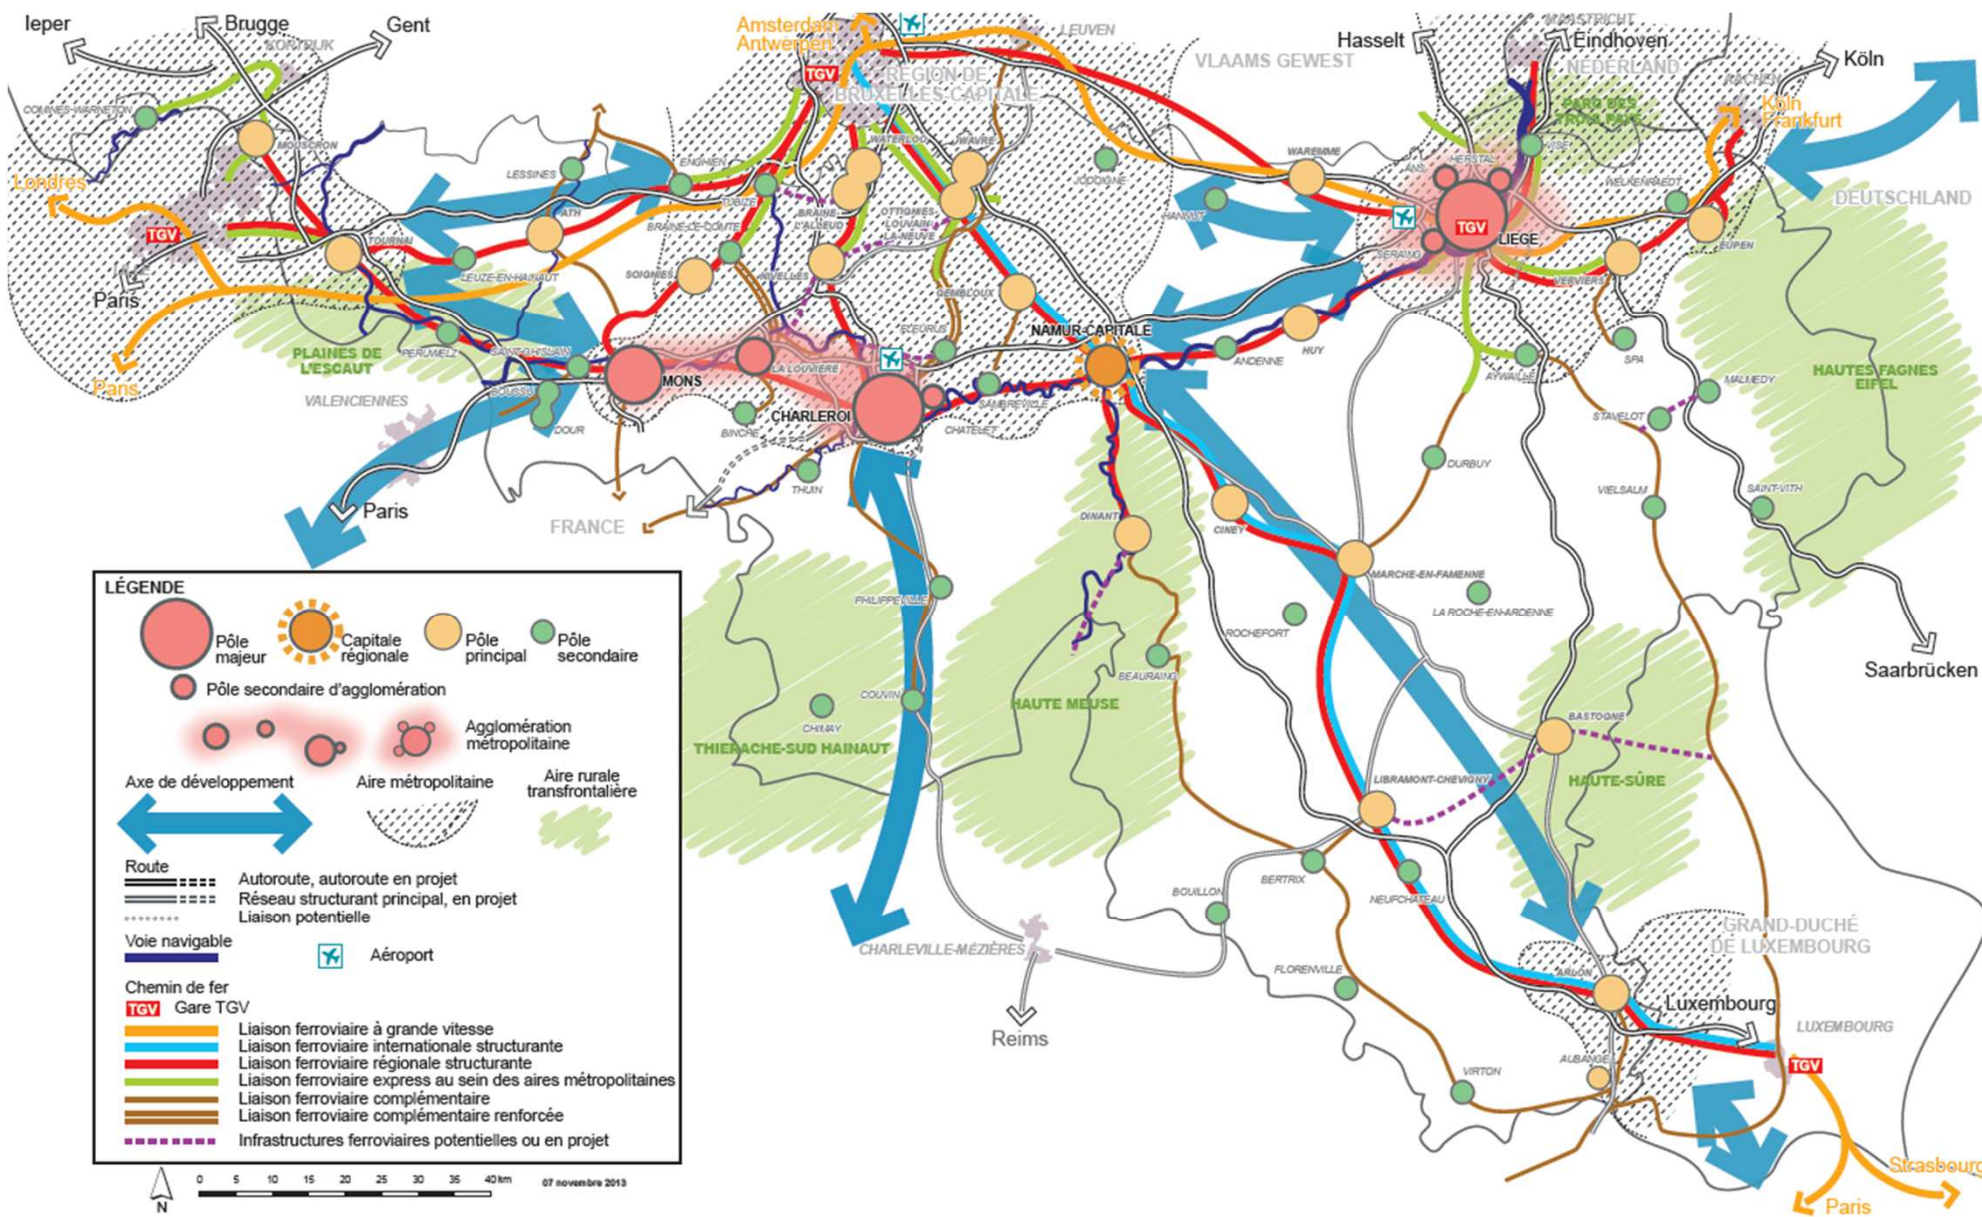 Ieper
Brugge
Gent
KORTRIJK
Amsterdam
Antwerpen
LEUVEN
MAASTRICHT
Hasselt
Eindhoven
Köln
VLAAMS GEWEST
NEDERLAND
AACHEN
TGV
RÉGION DE
BRUXELLES-CAPITALE
PARC DES
TROIS PAYS
Köln
Frankfurt
COMINES-WARNETON
MOUSCRON
WATERLOO
WAVRE
ENGHIEN
LESSINES
JODOIGNE
WAREMME
ANS
HERSTAL
VISÉ
WELKENRAEDT
DEUTSCHLAND
Londres
TGV
LILLE
ATH
TUBIZE
BRAINE-
L'ALLEUD
OTTIGNIES-
LOUVAIN-
LA-NEUVE
HANNUT
TGV
LIEGE
EUPEN
TOURNAI
BRAINE-LE-COMTE
SERAING
LEUZE-EN-HAINAUT
SOIGNIES
NIVELLES
GEMBLOUX
VERVIERS
Paris
PERUWELZ
SAINT-GHISLAIN
FLEURUS
NAMUR-CAPITALE
ANDENNE
HUY
SPA
AYWAILLE
PLAINES DE
L'ESCAUT
Paris
MONS
LA LOUVIERE
HAUTES FAGNES
EIFEL
MALMEDY
VALENCIENNES
BOUSSU
DOUR
BINCHE
CHARLEROI
CHATELET
SAMBREVILLE
STAVELOT
DURBUY
THUIN
VIELSALM
SAINT-VITH
Paris
FRANCE
DINANT
CINEY
MARCHE-EN-FAMENNE
PHILIPPEVILLE
LA ROCHE-EN-ARDENNE
ROCHEFORT
Saarbrücken
BEAURAING
COUVIN
CHIMAY
HAUTE MEUSE
THIERACHE-SUD HAINAUT
BASTOGNE
HAUTE-SÛRE
LIBRAMONT-CHEVIGNY
BERTRIX
NEUFCHATEAU
BOUILLON
CHARLEVILLE-MÉZIÈRES
GRAND-DUCHÉ
DE LUXEMBOURG
FLORENVILLE
ARLON
Luxembourg
LUXEMBOURG
Reims
AUBANGE
VIRTON
TGV
Strasbourg
Paris
LÉGENDE
Pôle
majeur
Capitale
régionale
Pôle
principal
Pôle
secondaire
Pôle secondaire d'agglomération
Agglomération
métropolitaine
Axe de développement
Aire métropolitaine
Aire rurale
transfrontalière
Route
Autoroute, autoroute en projet
Réseau structurant principal, en projet
Liaison potentielle
Voie navigable
Aéroport
Chemin de fer
TGV Gare TGV
Liaison ferroviaire à grande vitesse
Liaison ferroviaire internationale structurante
Liaison ferroviaire régionale structurante
Liaison ferroviaire express au sein des aires métropolitaines
Liaison ferroviaire complémentaire
Liaison ferroviaire complémentaire renforcée
Infrastructures ferroviaires potentielles ou en projet
N
0 5 10 15 20 25 30 35 40 km
07 novembre 2013